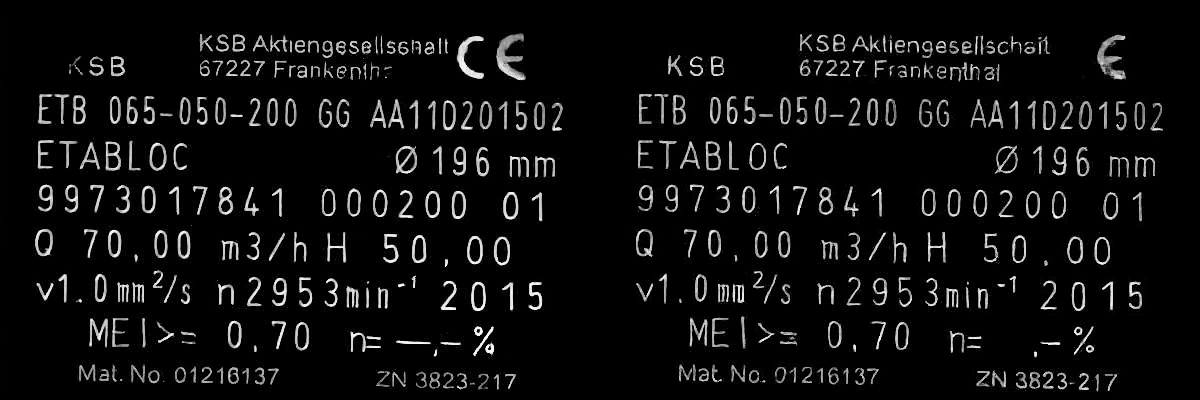 KSB Aktiengesellschaft CE
KSB 67227 Frankenthal
ETB 065-050-200 GG AA11D201502
ETABLOC Ø 196 mm
9973017841 000200 01
Q 70,00 m3/h H 50,00
v1.0mm²/s n2953min⁻¹ 2015
MEI>= 0,70 n= —,-%
Mat. No. 01216137 ZN 3823-217
KSB Aktiengesellschaft €
KSB 67227 Frankenthal
ETB 065-050-200 GG AA11D201502
ETABLOC Ø 196 mm
9973017841 000200 01
Q 70,00 m3/h H 50.00
v1.0mm²/s n2953min⁻¹ 2015
MEI>= 0,70 n= ,-%
Mat. No. 01216137 ZN 3823-217